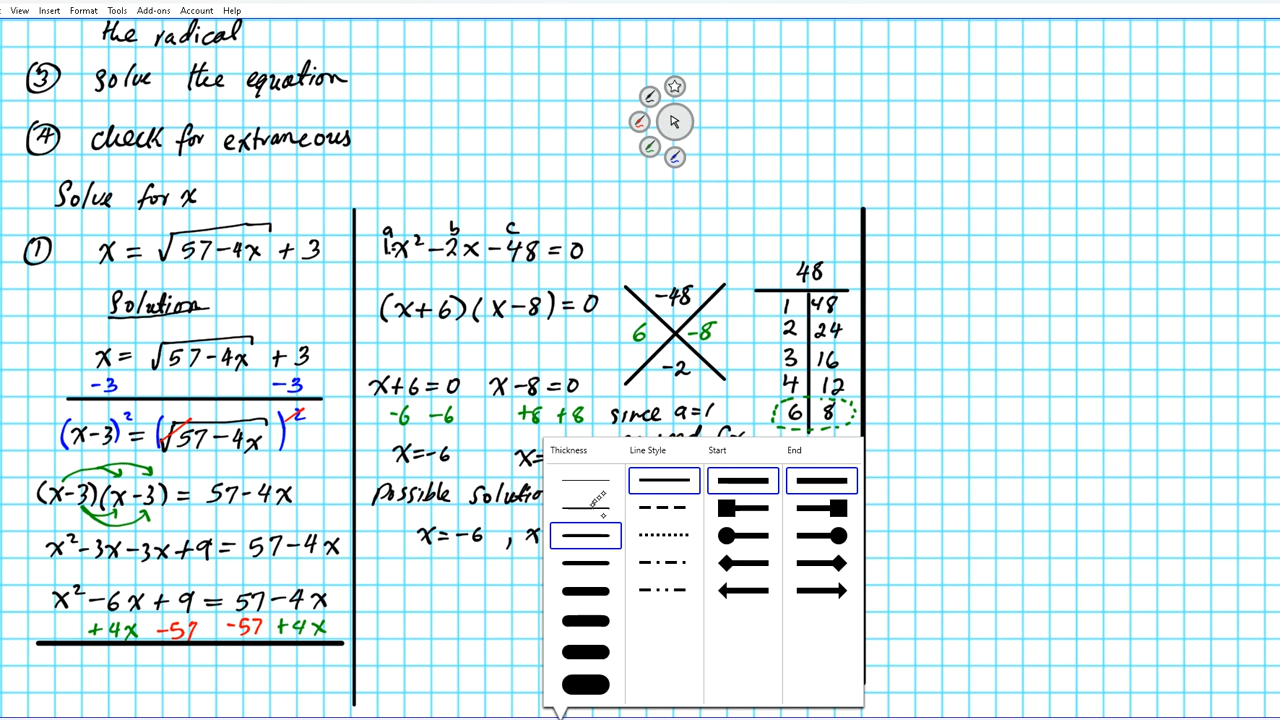 View Insert Format Tools Add-ons Account Help
the radical
③ solve the equation
④ check for extraneous
Solve for x
① x = √57-4x + 3
Solution
x = √57-4x + 3
-3 -3
(x-3)² = (√57-4x)²
(x-3)(x-3) = 57-4x
x²-3x-3x+9 = 57-4x
x²-6x+9 = 57-4x
+4x -57 -57 +4x
a b c
1·x²-2x-48=0
(x+6)(x-8)=0
x+6=0 x-8=0
-6 -6 +8 +8
x=-6 x=
possible
x=-6 , x
-48
6 -8
-2
since a=1
48
1 48
2 24
3 16
4 12
6 8
Thickness Line Style Start End